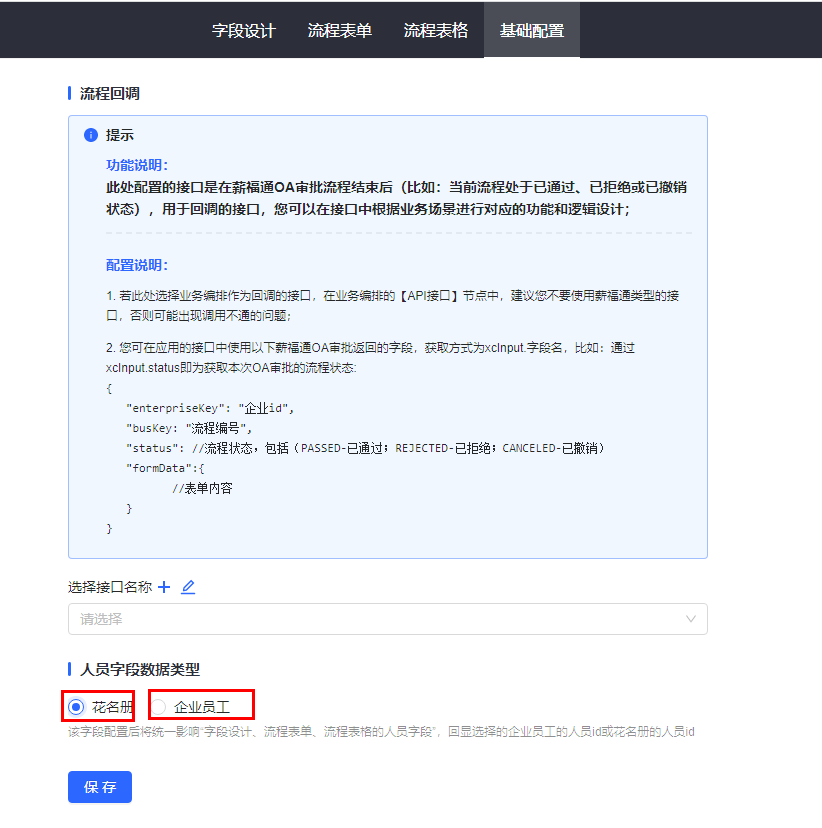 字段设计 流程表单 流程表格 基础配置
流程回调
提示
功能说明：
此处配置的接口是在薪福通OA审批流程结束后（比如：当前流程处于已通过、已拒绝或已撤销
状态），用于回调的接口，您可以在接口中根据业务场景进行对应的功能和逻辑设计；
配置说明：
1. 若此处选择业务编排作为回调的接口，在业务编排的【API接口】节点中，建议您不要使用薪福通类型的接
口，否则可能出现调用不通的问题；
2. 您可在应用的接口中使用以下薪福通OA审批返回的字段，获取方式为xcInput.字段名，比如：通过
xcInput.status即为获取本次OA审批的流程状态:
{
"enterpriseKey": "企业id",
"busKey: "流程编号",
"status": //流程状态，包括（PASSED-已通过；REJECTED-已拒绝；CANCELED-已撤销）
"formData":{
//表单内容
}
}
选择接口名称
请选择
人员字段数据类型
花名册 企业员工
该字段配置后将统一影响“字段设计、流程表单、流程表格的人员字段”，回显选择的企业员工的人员id或花名册的人员id
保 存